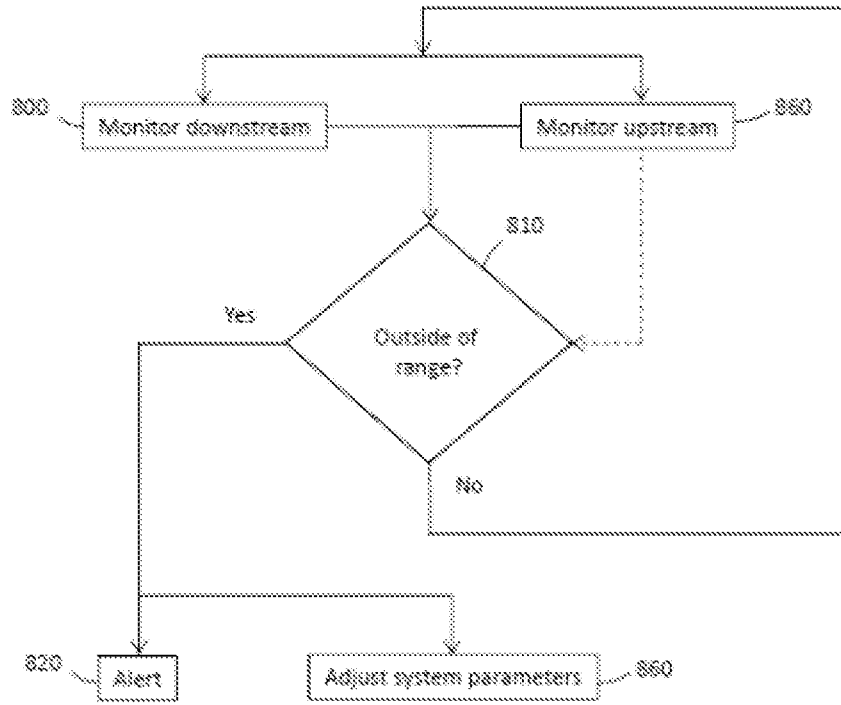 800
Monitor downstream
Monitor upstream
860
810
Yes
Outside of
range?
No
820
Alert
Adjust system parameters
860